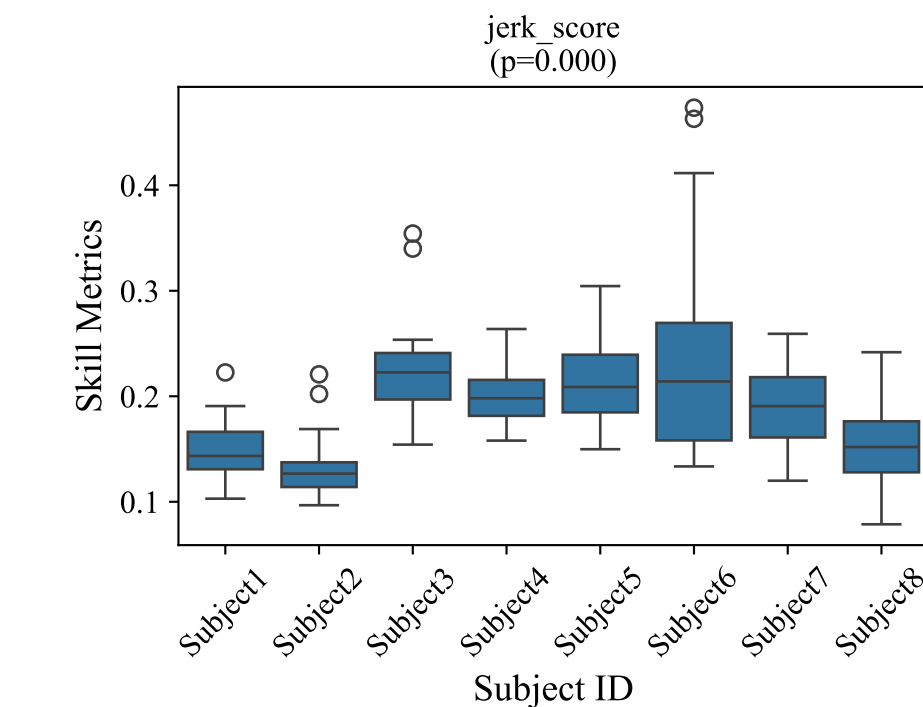 jerk_score
(p=0.000)
Skill Metrics
0.4
0.3
0.2
0.1
Subject1
Subject2
Subject3
Subject4
Subject5
Subject6
Subject7
Subject8
Subject ID